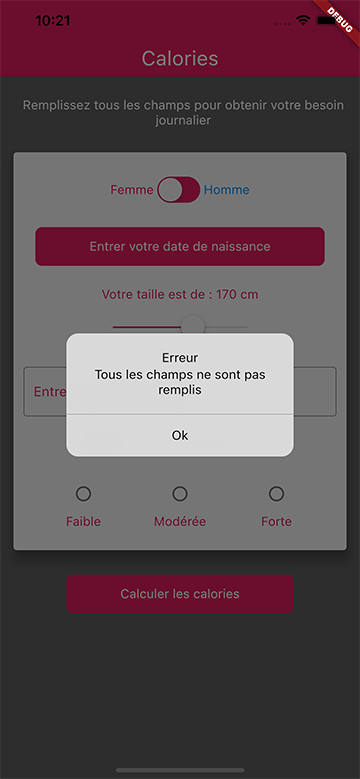 10:21
DEBUG
Calories
Remplissez tous les champs pour obtenir votre besoin
journalier
Femme Homme
Entrer votre date de naissance
Votre taille est de : 170 cm
Erreur
Tous les champs ne sont pas
remplis
Entre
Ok
Faible Modérée Forte
Calculer les calories